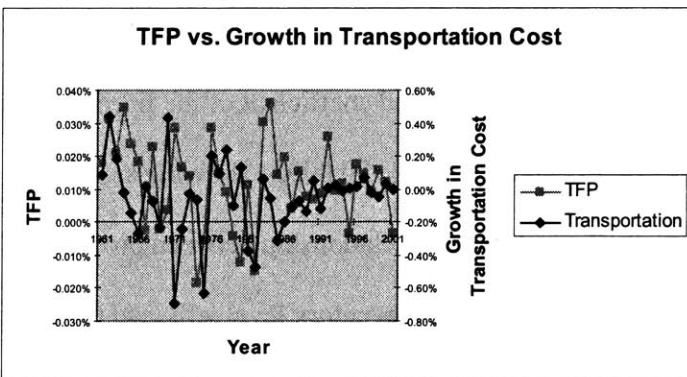 TFP vs. Growth in Transportation Cost
0.040%
0.030%
0.020%
0.010%
0.000%
-0.010%
-0.020%
-0.030%
TFP
0.60%
0.40%
0.20%
0.00%
-0.20%
-0.40%
-0.60%
-0.80%
Growth in
Transportation Cost
1961 1966 1971 1976 1981 1986 1991 1996 2001
Year
TFP
Transportation